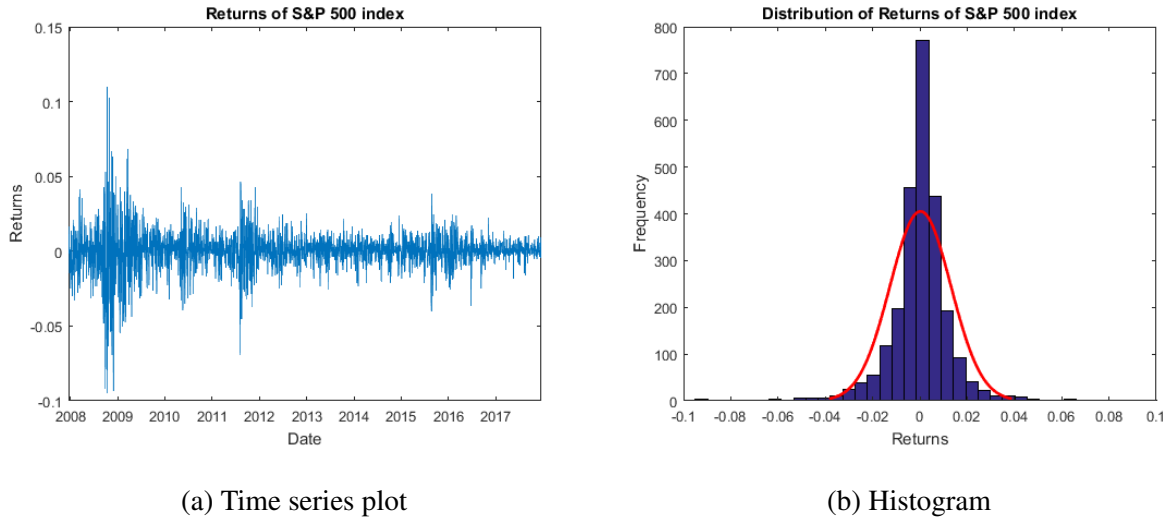 Returns of S&P 500 index
0.15
0.1
0.05
0
-0.05
-0.1
Returns
2008 2009 2010 2011 2012 2013 2014 2015 2016 2017
Date
(a) Time series plot
Distribution of Returns of S&P 500 index
800
700
600
500
400
300
200
100
0
Frequency
-0.1 -0.08 -0.06 -0.04 -0.02 0 0.02 0.04 0.06 0.08 0.1
Returns
(b) Histogram